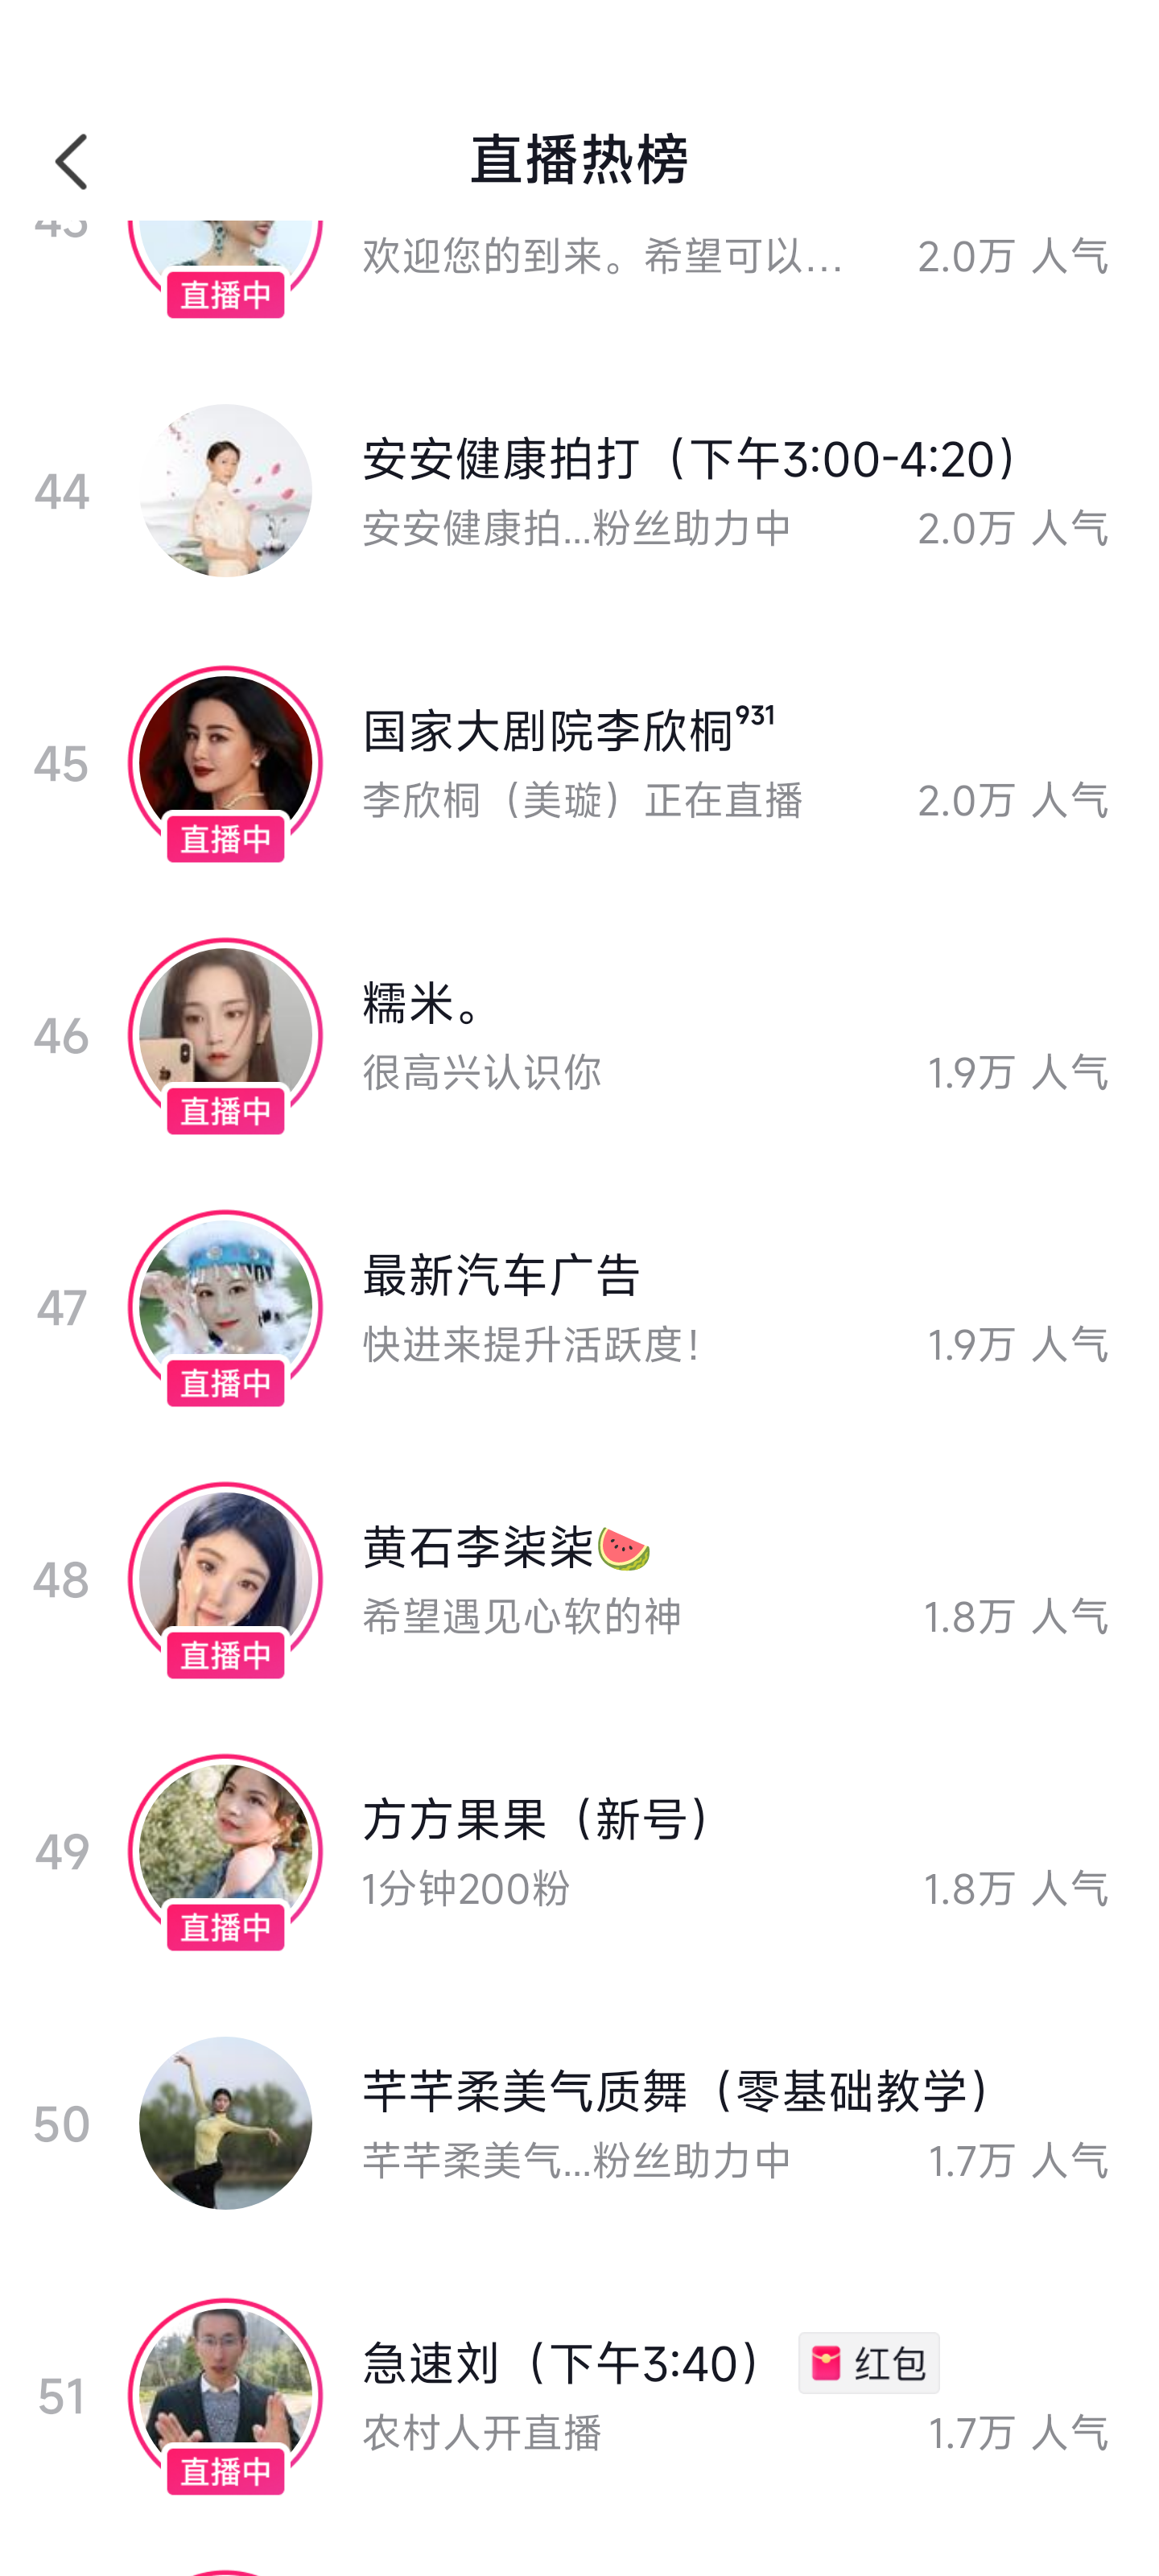 直播热榜
43
欢迎您的到来。希望可以... 2.0万 人气
直播中
安安健康拍打（下午3:00-4:20）
44
安安健康拍...粉丝助力中 2.0万 人气
国家大剧院李欣桐931
45
李欣桐（美璇）正在直播 2.0万 人气
直播中
糯米。
46
很高兴认识你 1.9万 人气
直播中
最新汽车广告
47
快进来提升活跃度！ 1.9万 人气
直播中
黄石李柒柒🍉
48
希望遇见心软的神 1.8万 人气
直播中
方方果果（新号）
49
1分钟200粉 1.8万 人气
直播中
芊芊柔美气质舞（零基础教学）
50
芊芊柔美气...粉丝助力中 1.7万 人气
急速刘（下午3:40） 红包
51
农村人开直播 1.7万 人气
直播中